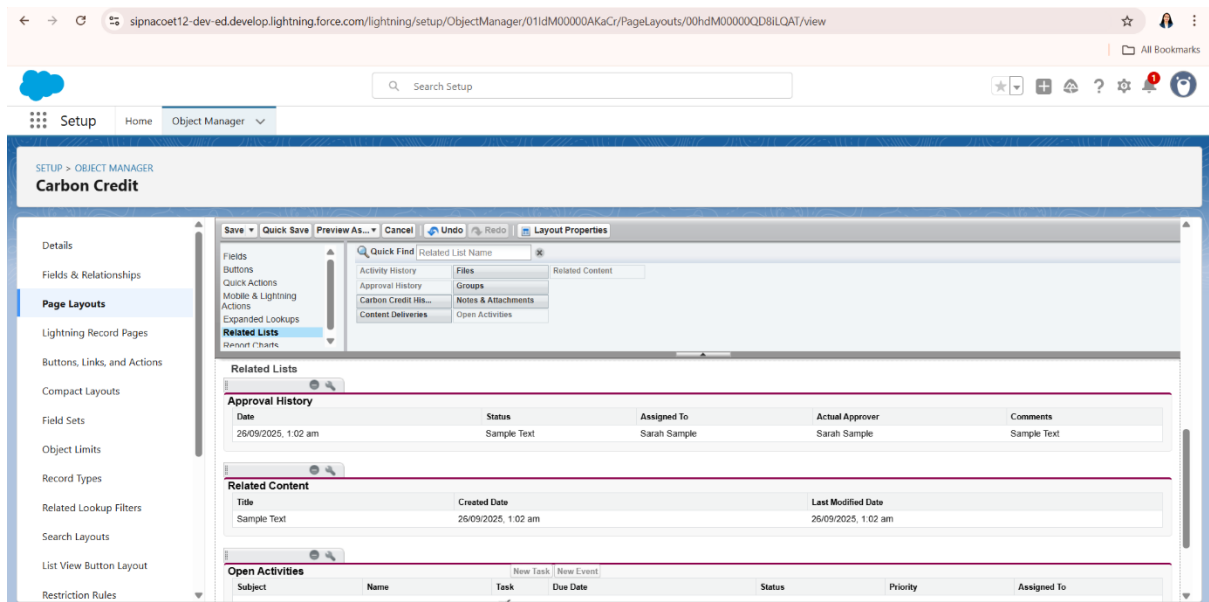 sipnacoet12-dev-ed.develop.lightning.force.com/lightning/setup/ObjectManager/01IdM00000AKaCr/PageLayouts/00hdM00000QD8iLQAT/view
All Bookmarks
Search Setup
1
Setup Home Object Manager
SETUP > OBJECT MANAGER
Carbon Credit
Details
Fields & Relationships
Page Layouts
Lightning Record Pages
Buttons, Links, and Actions
Compact Layouts
Field Sets
Object Limits
Record Types
Related Lookup Filters
Search Layouts
List View Button Layout
Restriction Rules
Save Quick Save Preview As... Cancel Undo Redo Layout Properties
Fields
Buttons
Quick Actions
Mobile & Lightning
Actions
Expanded Lookups
Related Lists
Report Charts
Quick Find Related List Name
Activity History Files Related Content
Approval History Groups
Carbon Credit His... Notes & Attachments
Content Deliveries Open Activities
Related Lists
Approval History
Date Status Assigned To Actual Approver Comments
26/09/2025, 1:02 am Sample Text Sarah Sample Sarah Sample Sample Text
Related Content
Title Created Date Last Modified Date
Sample Text 26/09/2025, 1:02 am 26/09/2025, 1:02 am
Open Activities New Task New Event
Subject Name Task Due Date Status Priority Assigned To